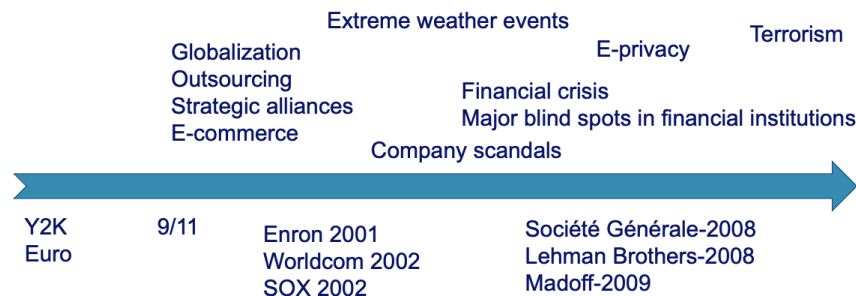 Extreme weather events
Terrorism
Globalization
E-privacy
Outsourcing
Financial crisis
Strategic alliances
Major blind spots in financial institutions
E-commerce
Company scandals
Y2K
9/11
Enron 2001
Société Générale-2008
Euro
Worldcom 2002
Lehman Brothers-2008
SOX 2002
Madoff-2009